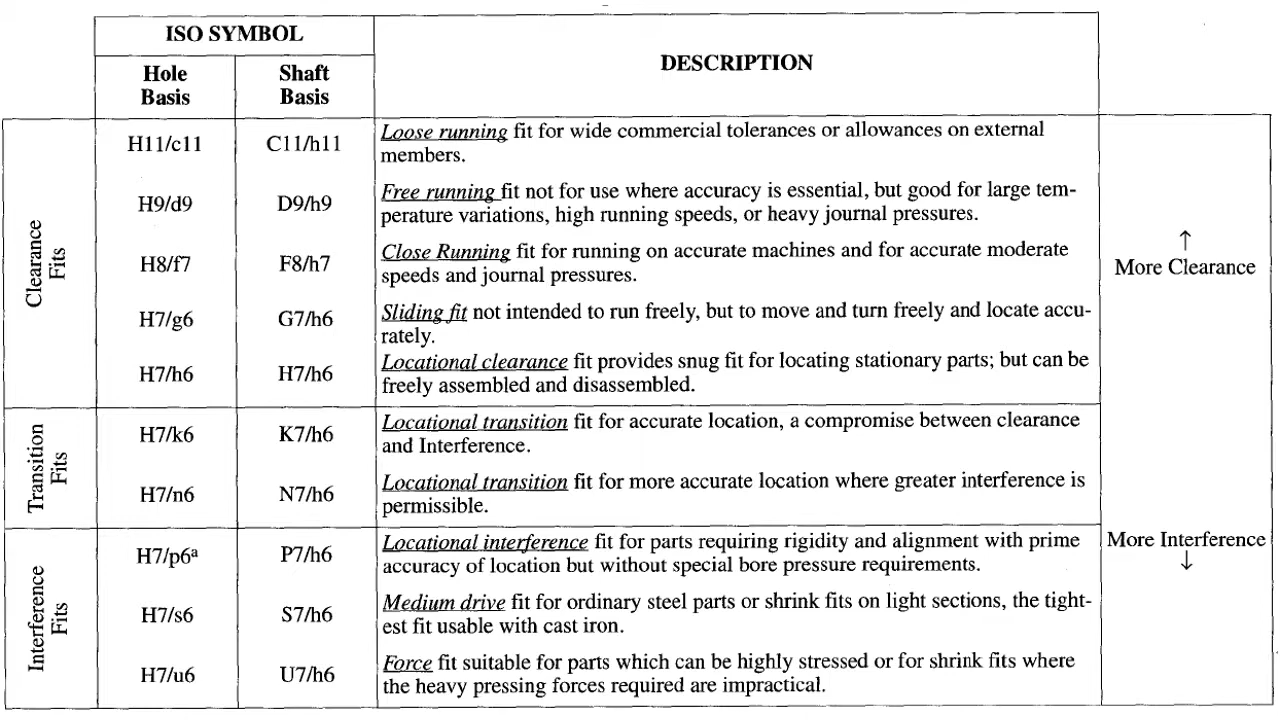 ISO SYMBOL
DESCRIPTION
Hole
Basis
Shaft
Basis
Clearance
Fits
H11/c11
C11/h11
Loose running fit for wide commercial tolerances or allowances on external
members.
H9/d9
D9/h9
Free running fit not for use where accuracy is essential, but good for large tem-
perature variations, high running speeds, or heavy journal pressures.
H8/f7
F8/h7
Close Running fit for running on accurate machines and for accurate moderate
speeds and journal pressures.
H7/g6
G7/h6
Sliding fit not intended to run freely, but to move and turn freely and locate accu-
rately.
H7/h6
H7/h6
Locational clearance fit provides snug fit for locating stationary parts; but can be
freely assembled and disassembled.
↑
More Clearance
Transition
Fits
H7/k6
K7/h6
Locational transition fit for accurate location, a compromise between clearance
and Interference.
H7/n6
N7/h6
Locational transition fit for more accurate location where greater interference is
permissible.
Interference
Fits
H7/p6ᵃ
P7/h6
Locational interference fit for parts requiring rigidity and alignment with prime
accuracy of location but without special bore pressure requirements.
H7/s6
S7/h6
Medium drive fit for ordinary steel parts or shrink fits on light sections, the tight-
est fit usable with cast iron.
H7/u6
U7/h6
Force fit suitable for parts which can be highly stressed or for shrink fits where
the heavy pressing forces required are impractical.
More Interference
↓